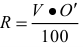 R = V • O′
100